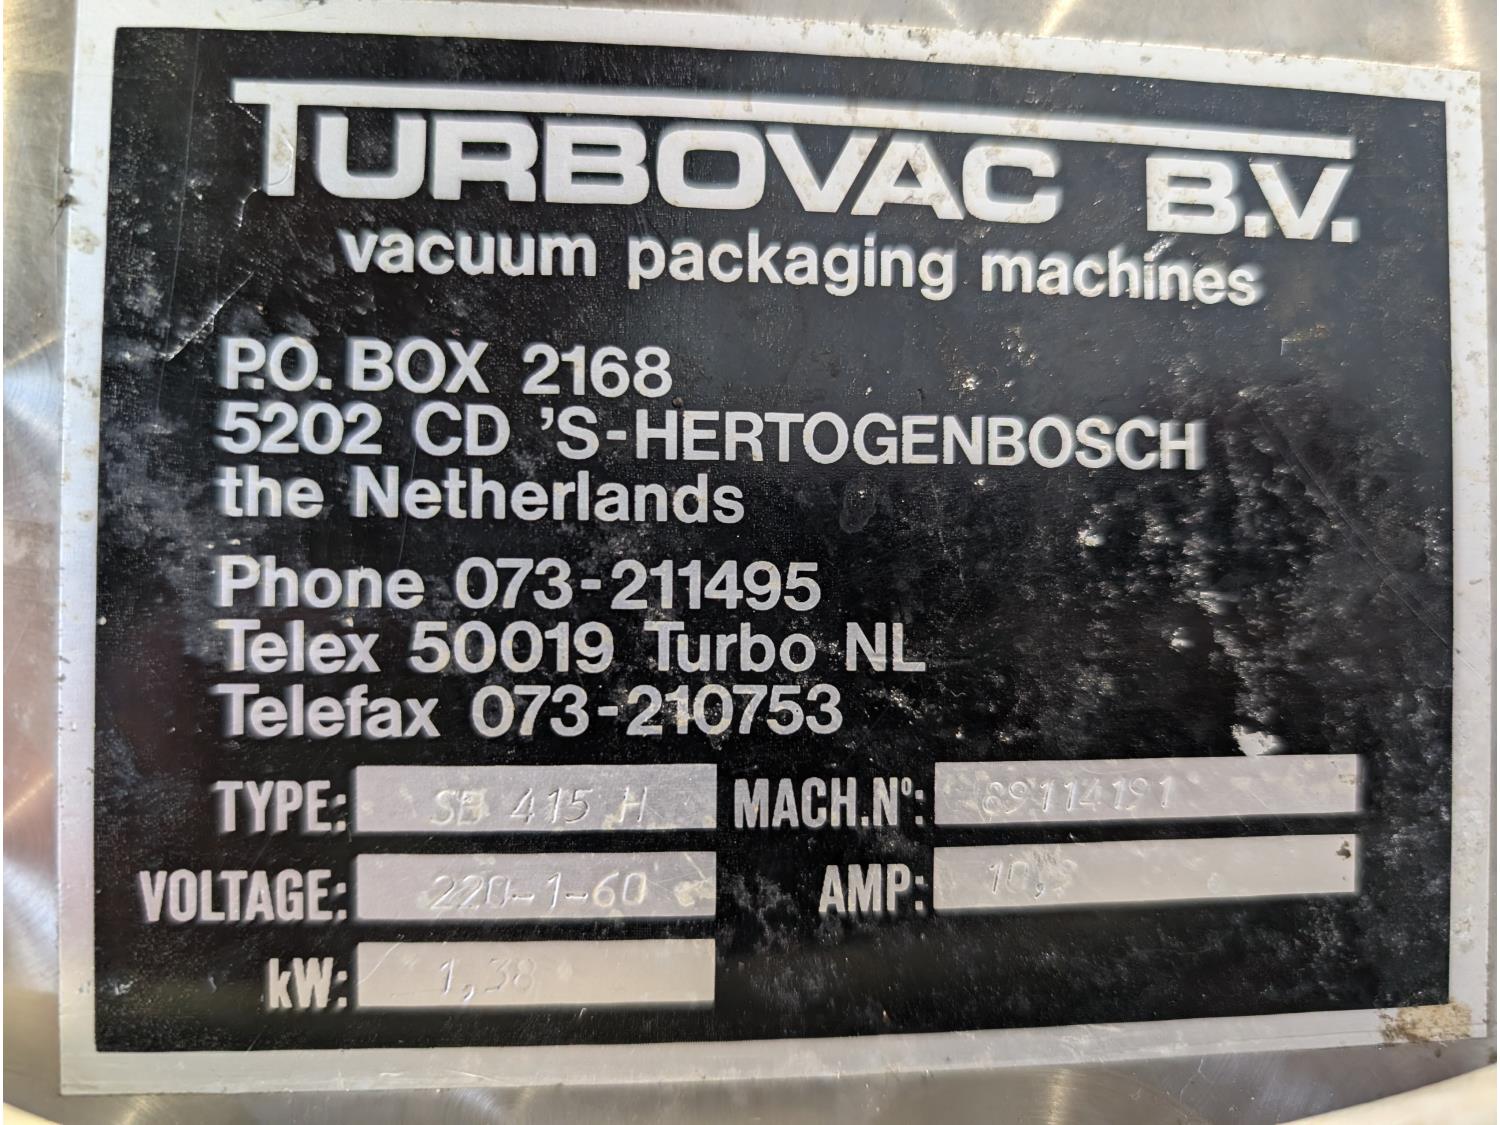 TURBOVAC B.V.
vacuum packaging machines
P.O. BOX 2168
5202 CD 'S-HERTOGENBOSCH
the Netherlands
Phone 073-211495
Telex 50019 Turbo NL
Telefax 073-210753
TYPE: SB 415 H MACH.Nº: 89114191
VOLTAGE: 220-1-60 AMP:
kW: 1,38